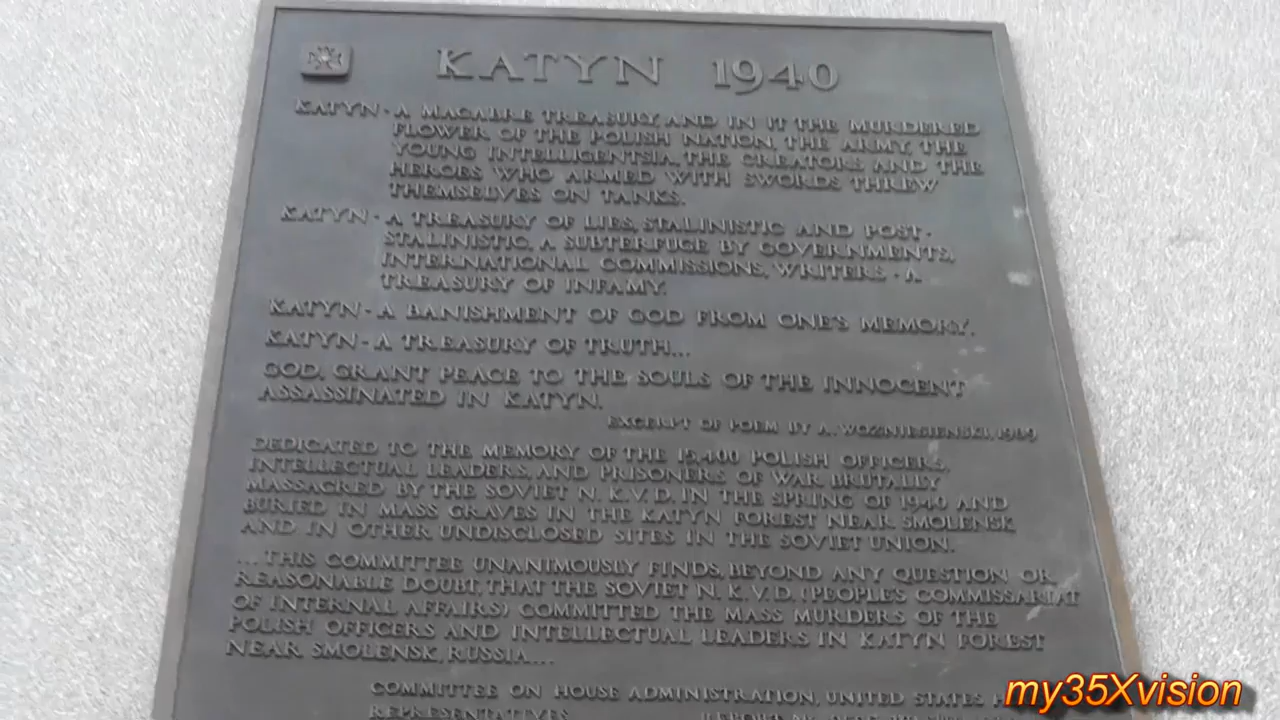 KATYN 1940
KATYN - A MACABRE TREASURY, AND IN IT THE MURDERED
FLOWER OF THE POLISH NATION, THE ARMY, THE
YOUNG INTELLIGENTSIA, THE CREATORS AND THE
HEROES WHO ARMED WITH SWORDS THREW
THEMSELVES ON TANKS.
KATYN - A TREASURY OF LIES, STALINISTIC AND POST-
STALINISTIC, A SUBTERFUGE BY GOVERNMENTS,
INTERNATIONAL COMMISSIONS, WRITERS - A
TREASURY OF INFAMY.
KATYN - A BANISHMENT OF GOD FROM ONE'S MEMORY.
KATYN - A TREASURY OF TRUTH...
GOD, GRANT PEACE TO THE SOULS OF THE INNOCENT
ASSASSINATED IN KATYN.
EXCERPT OF POEM BY A. WOZNIESIENSKI, 1989
DEDICATED TO THE MEMORY OF THE 15,400 POLISH OFFICERS,
INTELLECTUAL LEADERS, AND PRISONERS OF WAR BRUTALLY
MASSACRED BY THE SOVIET N. K. V. D. IN THE SPRING OF 1940 AND
BURIED IN MASS GRAVES IN THE KATYN FOREST NEAR SMOLENSK
AND IN OTHER UNDISCLOSED SITES IN THE SOVIET UNION.
...THIS COMMITTEE UNANIMOUSLY FINDS, BEYOND ANY QUESTION OR
REASONABLE DOUBT, THAT THE SOVIET N. K. V. D. (PEOPLE'S COMMISSARIAT
OF INTERNAL AFFAIRS) COMMITTED THE MASS MURDERS OF THE
POLISH OFFICERS AND INTELLECTUAL LEADERS IN KATYN FOREST
NEAR SMOLENSK, RUSSIA...
COMMITTEE ON HOUSE ADMINISTRATION, UNITED STATES
REPRESENTATIVES
my35Xvision